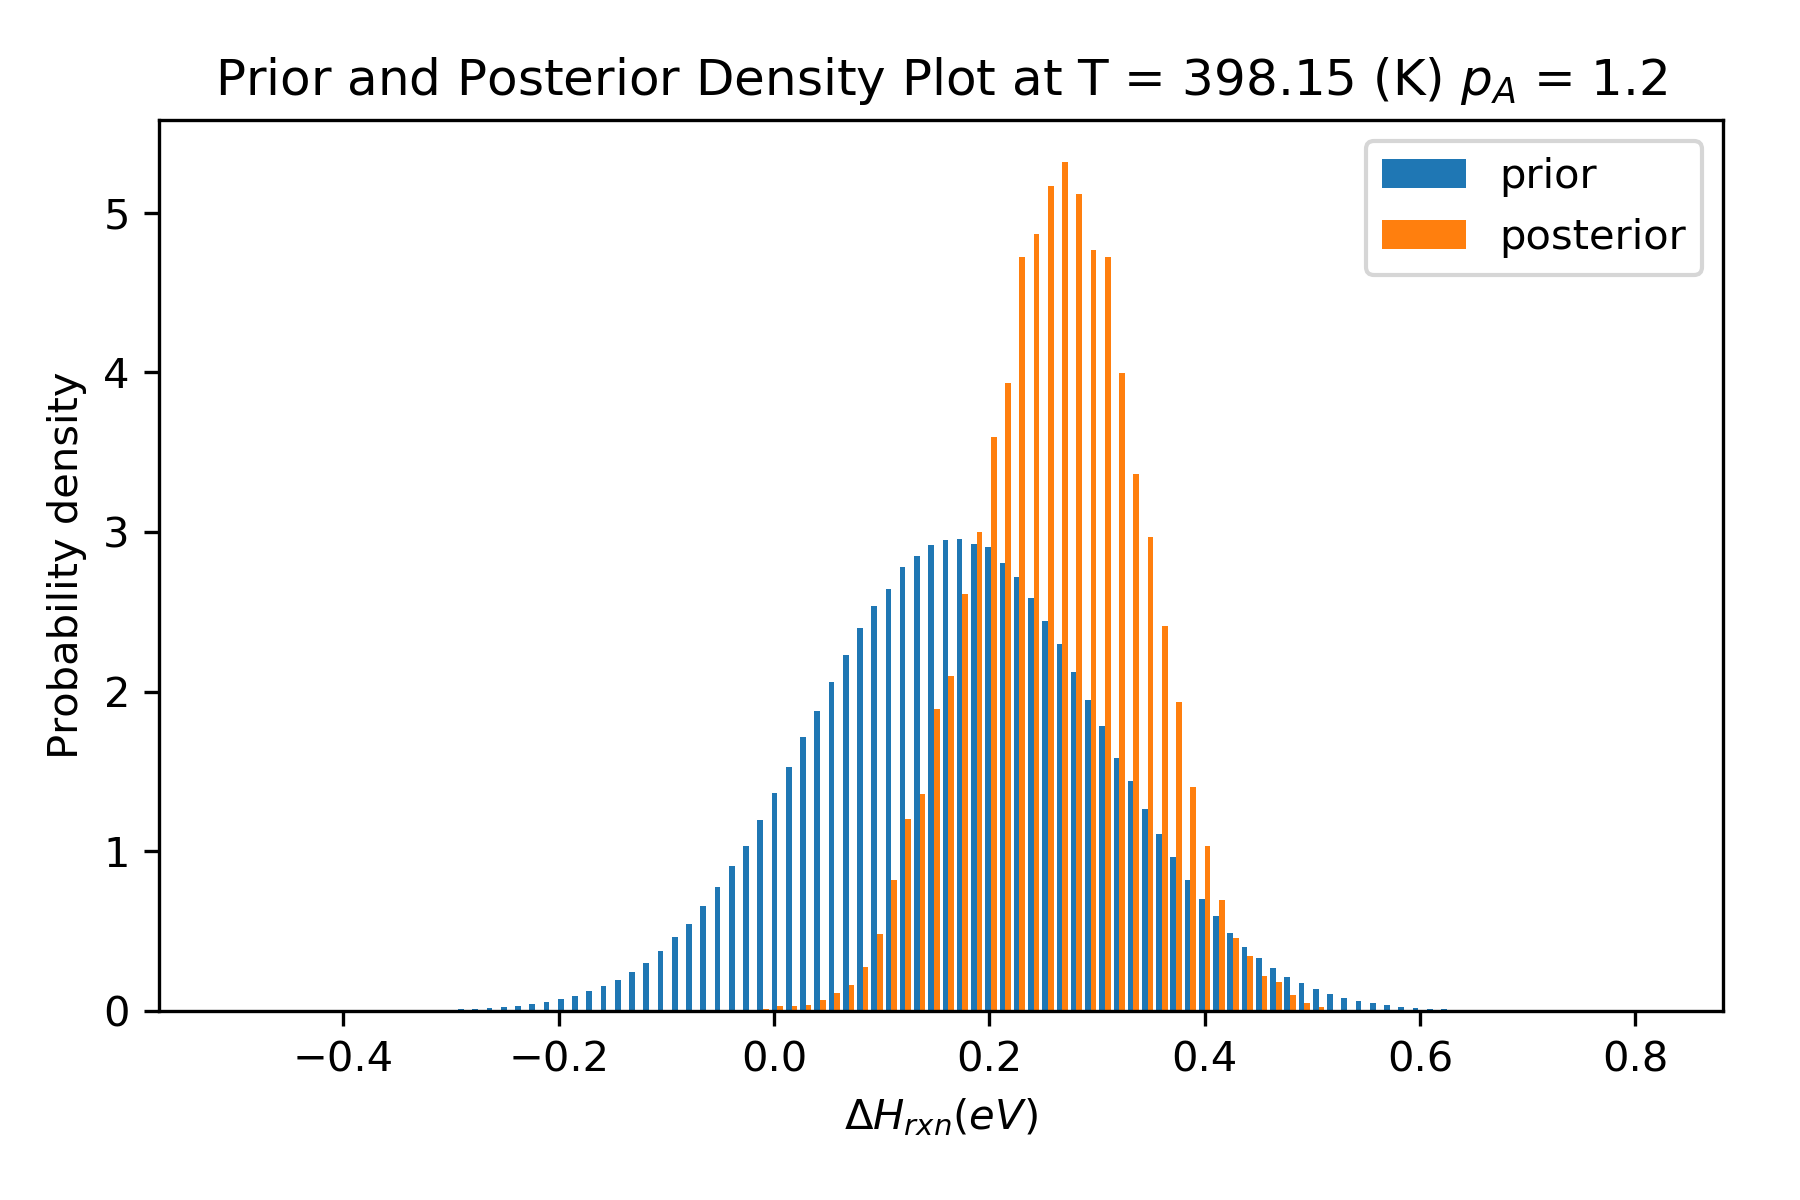 Prior and Posterior Density Plot at T = 398.15 (K) p_A = 1.2
prior
posterior
Probability density
5
4
3
2
1
0
−0.4 −0.2 0.0 0.2 0.4 0.6 0.8
ΔH_rxn(eV)